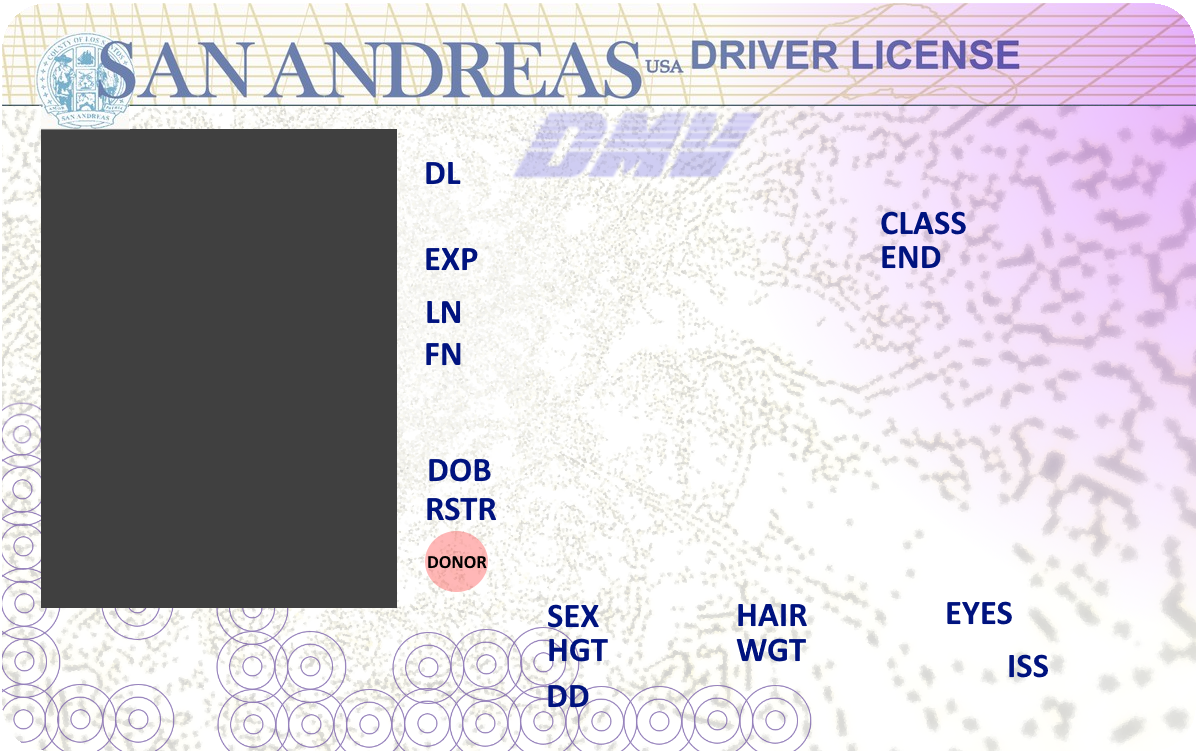 SAN ANDREAS USA DRIVER LICENSE
COUNTY OF LOS
SAN ANDREAS
DMV
DL
CLASS
END
EXP
LN
FN
DOB
RSTR
DONOR
SEX HAIR EYES
HGT WGT
ISS
DD